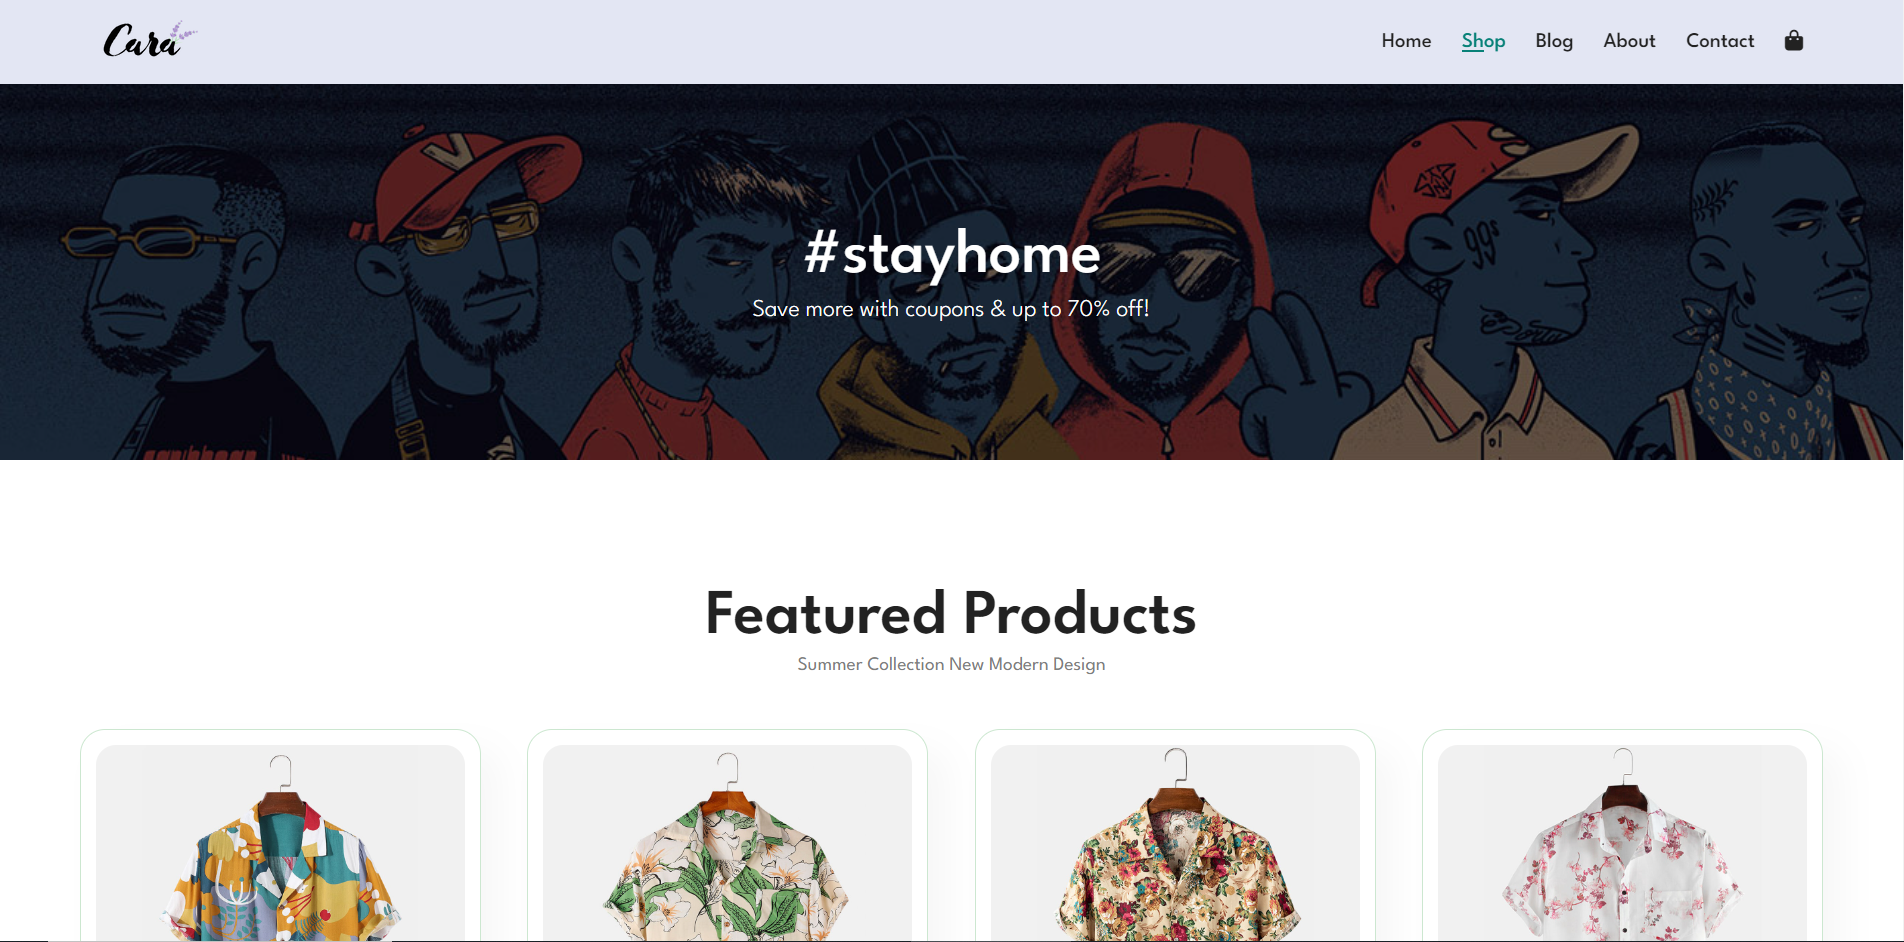 Cara
Home Shop Blog About Contact
V
99s
#stayhome
Save more with coupons & up to 70% off!
Featured Products
Summer Collection New Modern Design